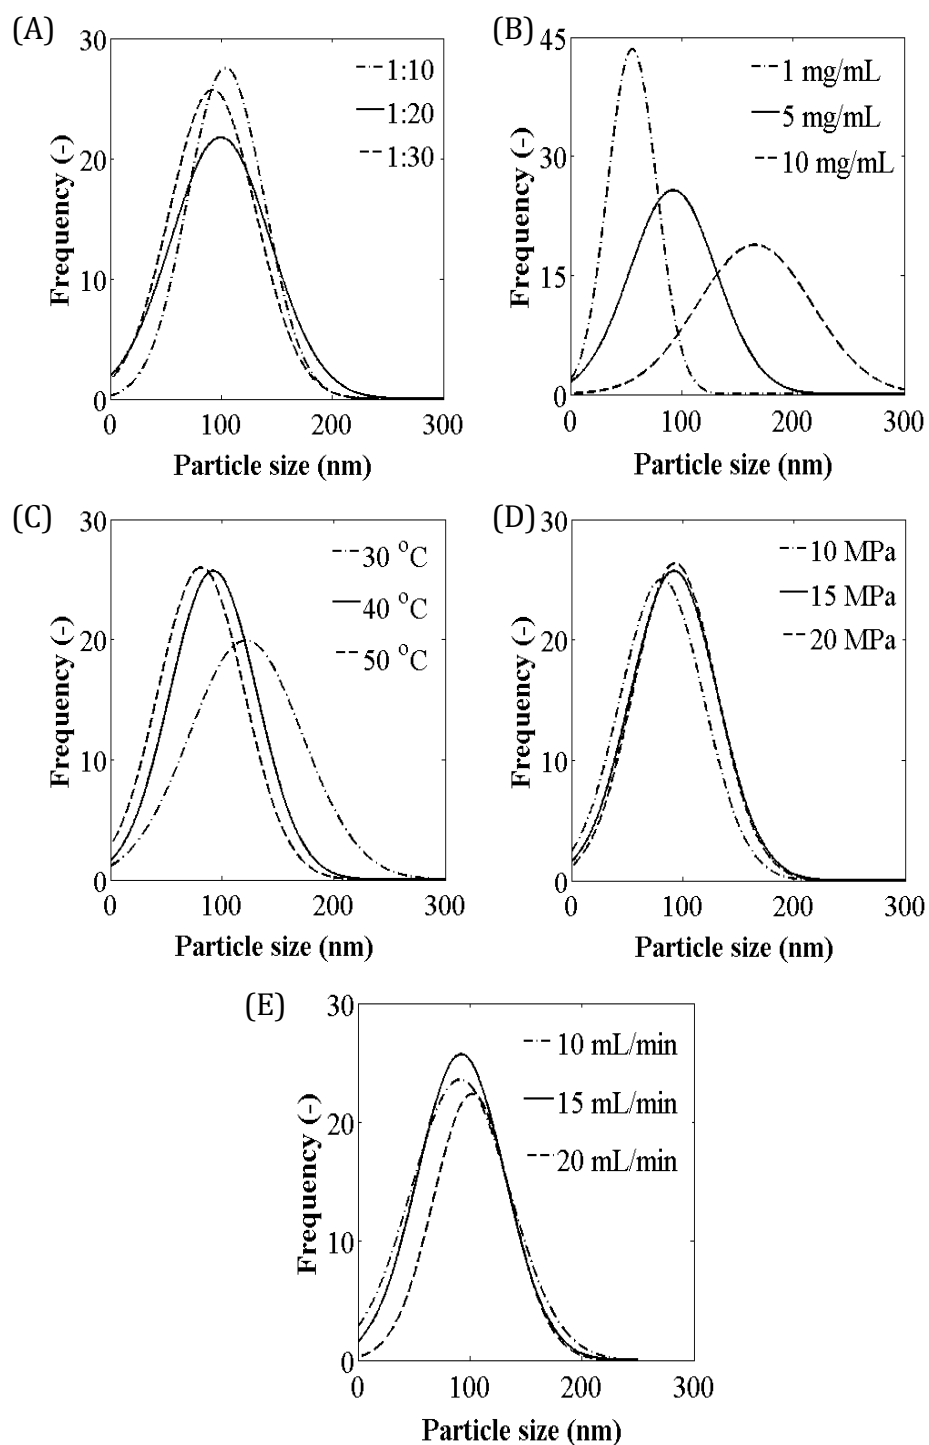 (A)
30
20
10
0
Frequency (-)
1:10
1:20
1:30
0 100 200 300
Particle size (nm)
(B)
45
30
15
0
Frequency (-)
1 mg/mL
5 mg/mL
10 mg/mL
0 100 200 300
Particle size (nm)
(C)
30
20
10
0
Frequency (-)
30 °C
40 °C
50 °C
0 100 200 300
Particle size (nm)
(D)
30
20
10
0
Frequency (-)
10 MPa
15 MPa
20 MPa
0 100 200 300
Particle size (nm)
(E)
30
20
10
0
Frequency (-)
10 mL/min
15 mL/min
20 mL/min
0 100 200 300
Particle size (nm)